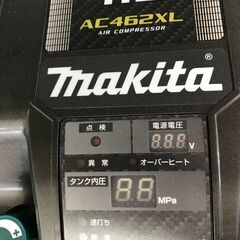 AC462XL
AIR COMPRESSOR
makita®
点検 電源電圧
888 V
異常 オーバーヒート
タンク内圧
88 MPa
速打ち